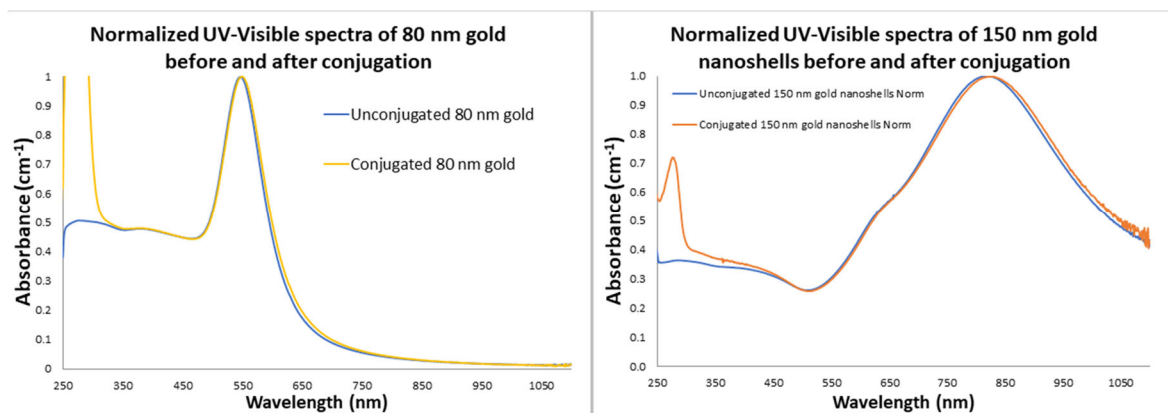 Normalized UV-Visible spectra of 80 nm gold
before and after conjugation
Absorbance (cm⁻¹)
1
0.9
0.8
0.7
0.6
0.5
0.4
0.3
0.2
0.1
0
Unconjugated 80 nm gold
Conjugated 80 nm gold
250 350 450 550 650 750 850 950 1050
Wavelength (nm)
Normalized UV-Visible spectra of 150 nm gold
nanoshells before and after conjugation
Absorbance (cm⁻¹)
1.0
0.9
0.8
0.7
0.6
0.5
0.4
0.3
0.2
0.1
0.0
Unconjugated 150 nm gold nanoshells Norm
Conjugated 150 nm gold nanoshells Norm
250 350 450 550 650 750 850 950 1050
Wavelength (nm)